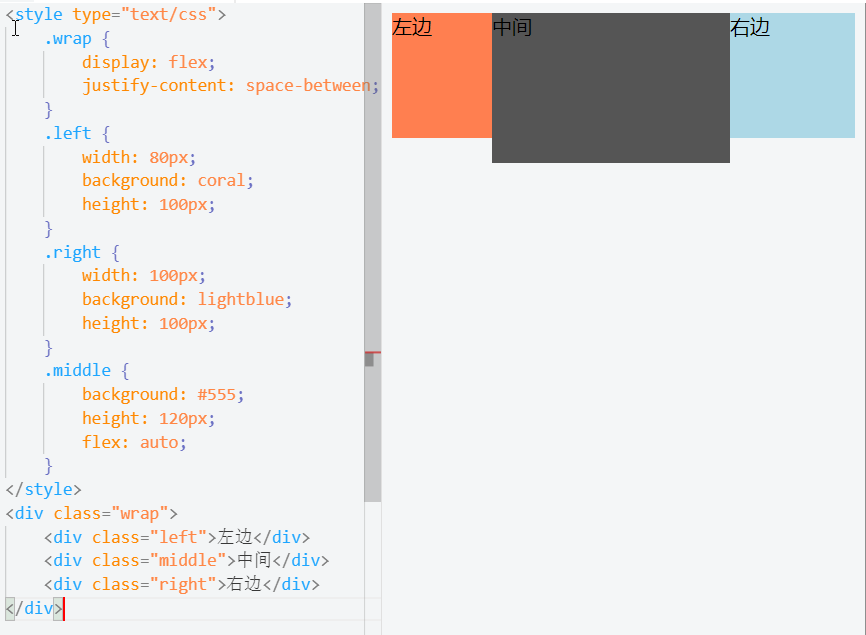 <style type="text/css">
    .wrap {
        display: flex;
        justify-content: space-between;
    }
    .left {
        width: 80px;
        background: coral;
        height: 100px;
    }
    .right {
        width: 100px;
        background: lightblue;
        height: 100px;
    }
    .middle {
        background: #555;
        height: 120px;
        flex: auto;
    }
</style>
<div class="wrap">
    <div class="left">左边</div>
    <div class="middle">中间</div>
    <div class="right">右边</div>
</div>
左边 中间 右边